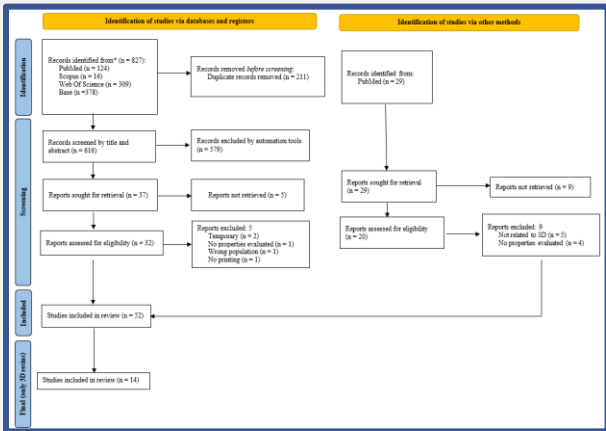 Identification of studies via databases and registers
Identification of studies via other methods
Identification
Records identified from* (n = 827):
PubMed (n = 124)
Scopus (n = 16)
Web Of Science (n = 309)
Base (n =378)
Records removed before screening:
Duplicate records removed (n = 211)
Records identified from:
PubMed (n = 29)
Screening
Records screened by title and
abstract (n = 616)
Records excluded by automation tools
(n = 579)
Reports sought for retrieval (n = 37)
Reports not retrieved (n = 5)
Reports sought for retrieval
(n = 29)
Reports not retrieved (n = 9)
Reports assessed for eligibility (n = 32)
Reports excluded: 5
Temporary (n = 2)
No properties evaluated (n = 1)
Wrong population (n = 1)
No printing (n = 1)
Reports assessed for eligibility
(n = 20)
Reports excluded: 9
Not related to 3D (n = 5)
No properties evaluated (n = 4)
Included
Studies included in review (n = 52)
Final (only 3D resins)
Studies included in review (n = 14)